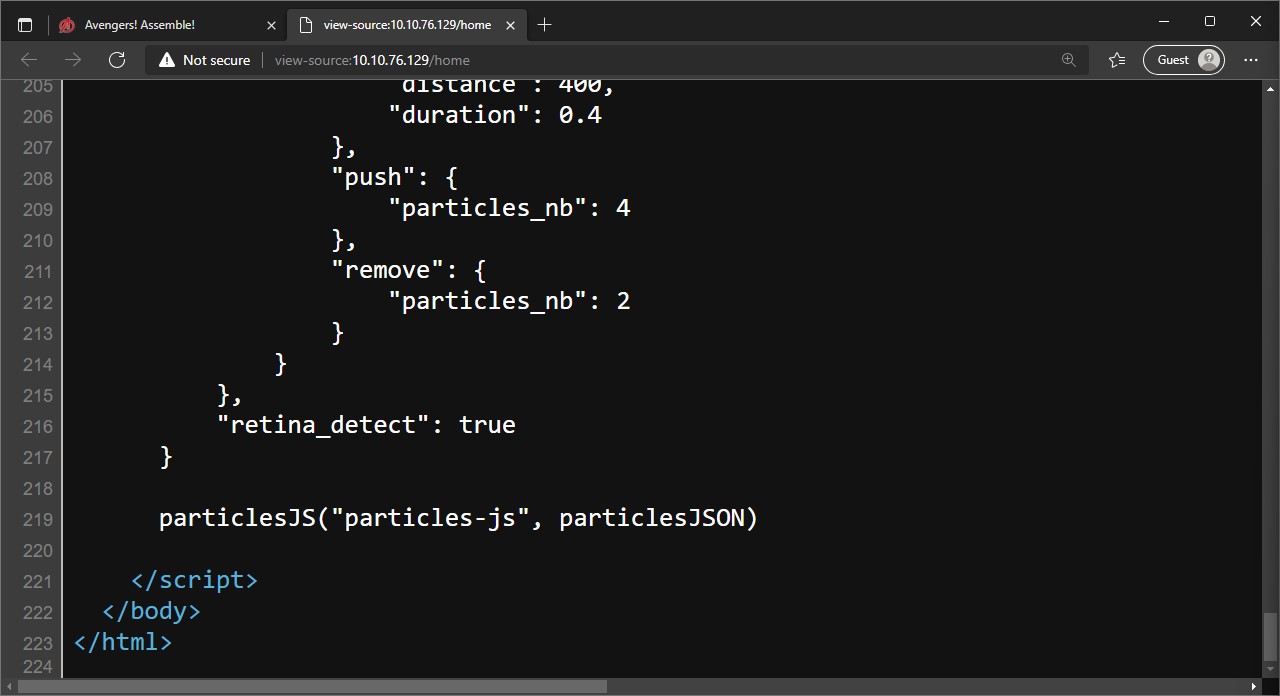 Avengers! Assemble!
view-source:10.10.76.129/home
Not secure view-source:10.10.76.129/home Guest
205 distance": 400,
206 "duration": 0.4
207 },
208 "push": {
209 "particles_nb": 4
210 },
211 "remove": {
212 "particles_nb": 2
213 }
214 }
215 },
216 "retina_detect": true
217 }
218
219 particlesJS("particles-js", particlesJSON)
220
221 </script>
222 </body>
223 </html>
224